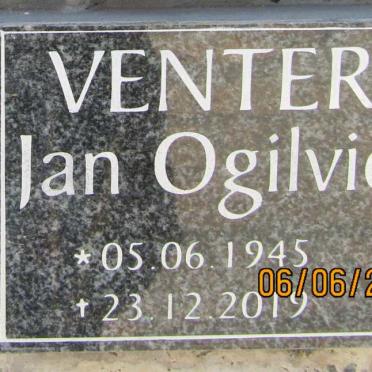 VENTER
Jan Ogilvie
* 05.06.1945
† 23.12.2019
06/06/2